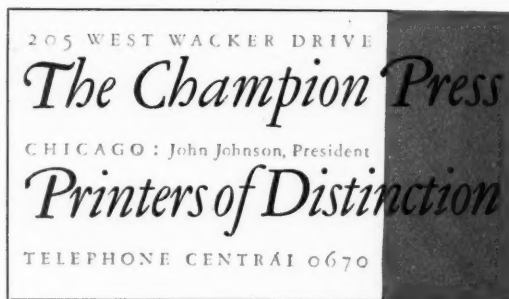 205 WEST WACKER DRIVE
The Champion Press
CHICAGO: John Johnson, President
Printers of Distinction
TELEPHONE CENTRAL 0670